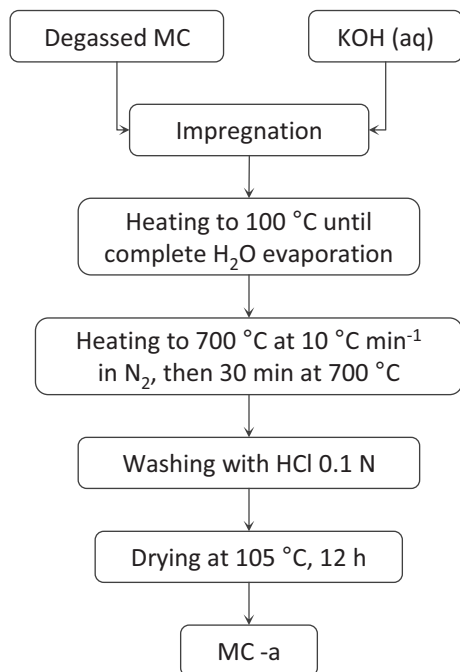 Degassed MC
KOH (aq)
Impregnation
Heating to 100 °C until
complete H₂O evaporation
Heating to 700 °C at 10 °C min⁻¹
in N₂, then 30 min at 700 °C
Washing with HCl 0.1 N
Drying at 105 °C, 12 h
MC -a